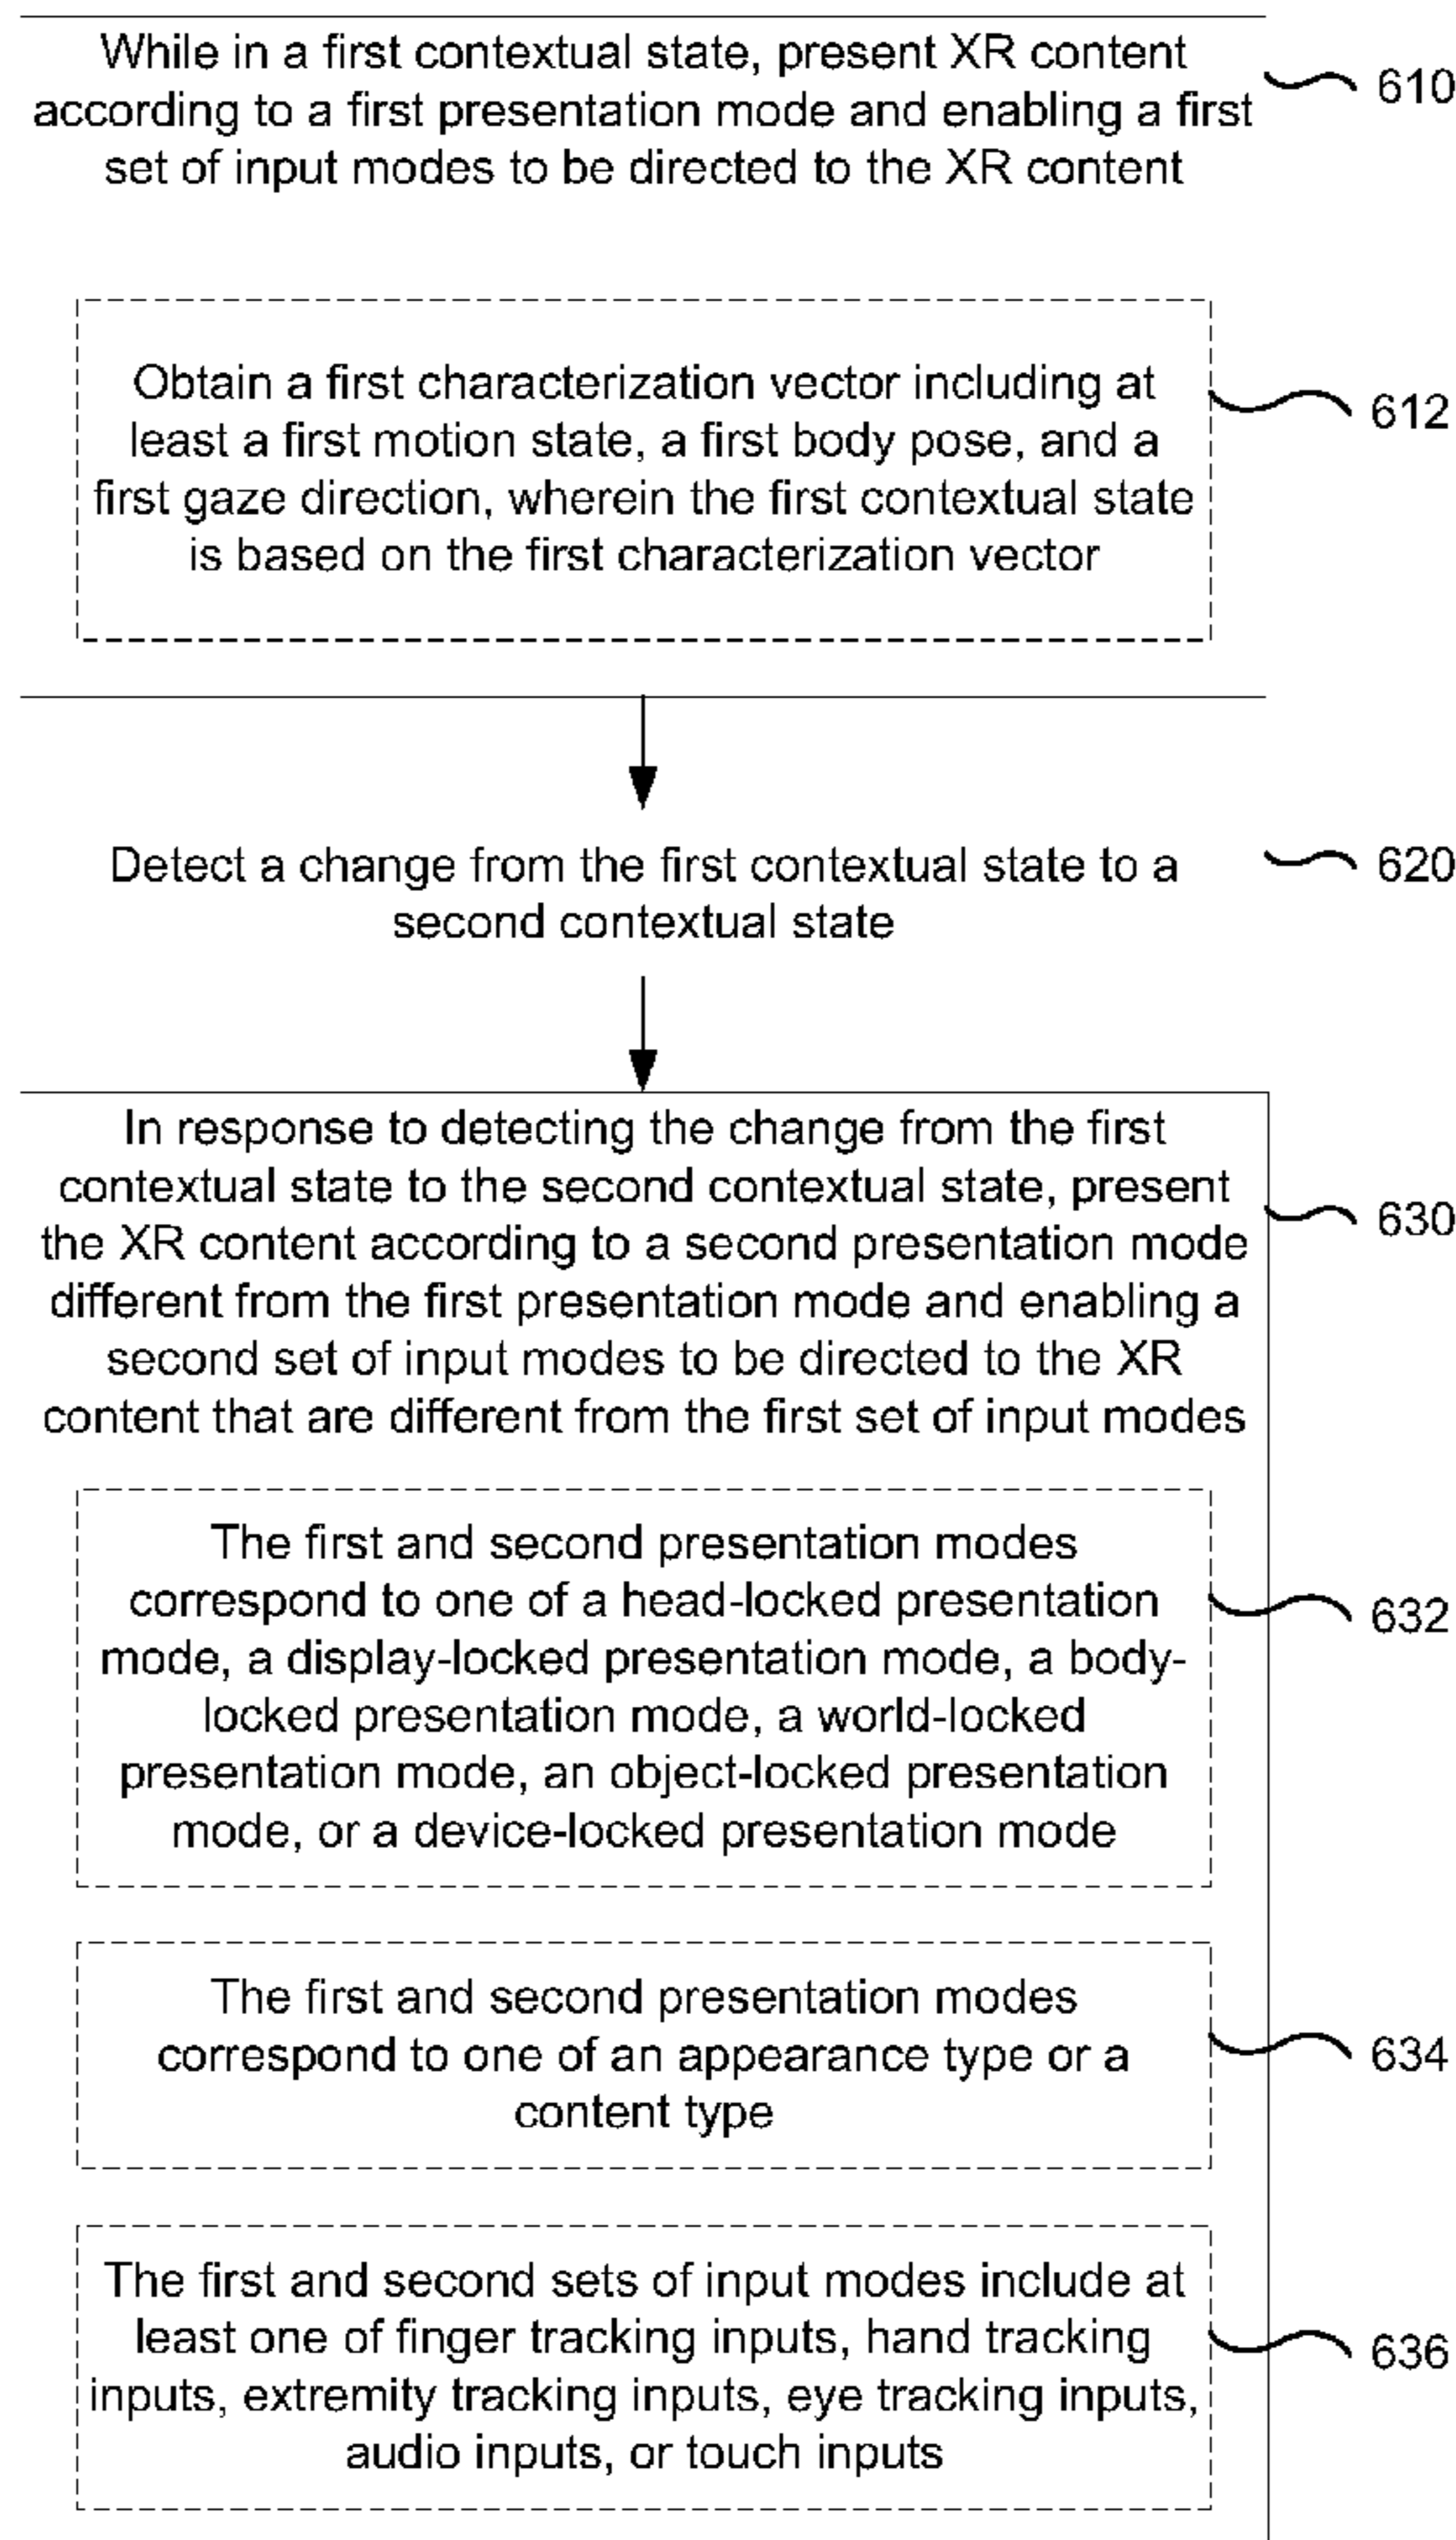 While in a first contextual state, present XR content
according to a first presentation mode and enabling a first
set of input modes to be directed to the XR content
610
Obtain a first characterization vector including at
least a first motion state, a first body pose, and a
first gaze direction, wherein the first contextual state
is based on the first characterization vector
612
Detect a change from the first contextual state to a
second contextual state
620
In response to detecting the change from the first
contextual state to the second contextual state, present
the XR content according to a second presentation mode
different from the first presentation mode and enabling a
second set of input modes to be directed to the XR
content that are different from the first set of input modes
630
The first and second presentation modes
correspond to one of a head-locked presentation
mode, a display-locked presentation mode, a body-
locked presentation mode, a world-locked
presentation mode, an object-locked presentation
mode, or a device-locked presentation mode
632
The first and second presentation modes
correspond to one of an appearance type or a
content type
634
The first and second sets of input modes include at
least one of finger tracking inputs, hand tracking
inputs, extremity tracking inputs, eye tracking inputs,
audio inputs, or touch inputs
636